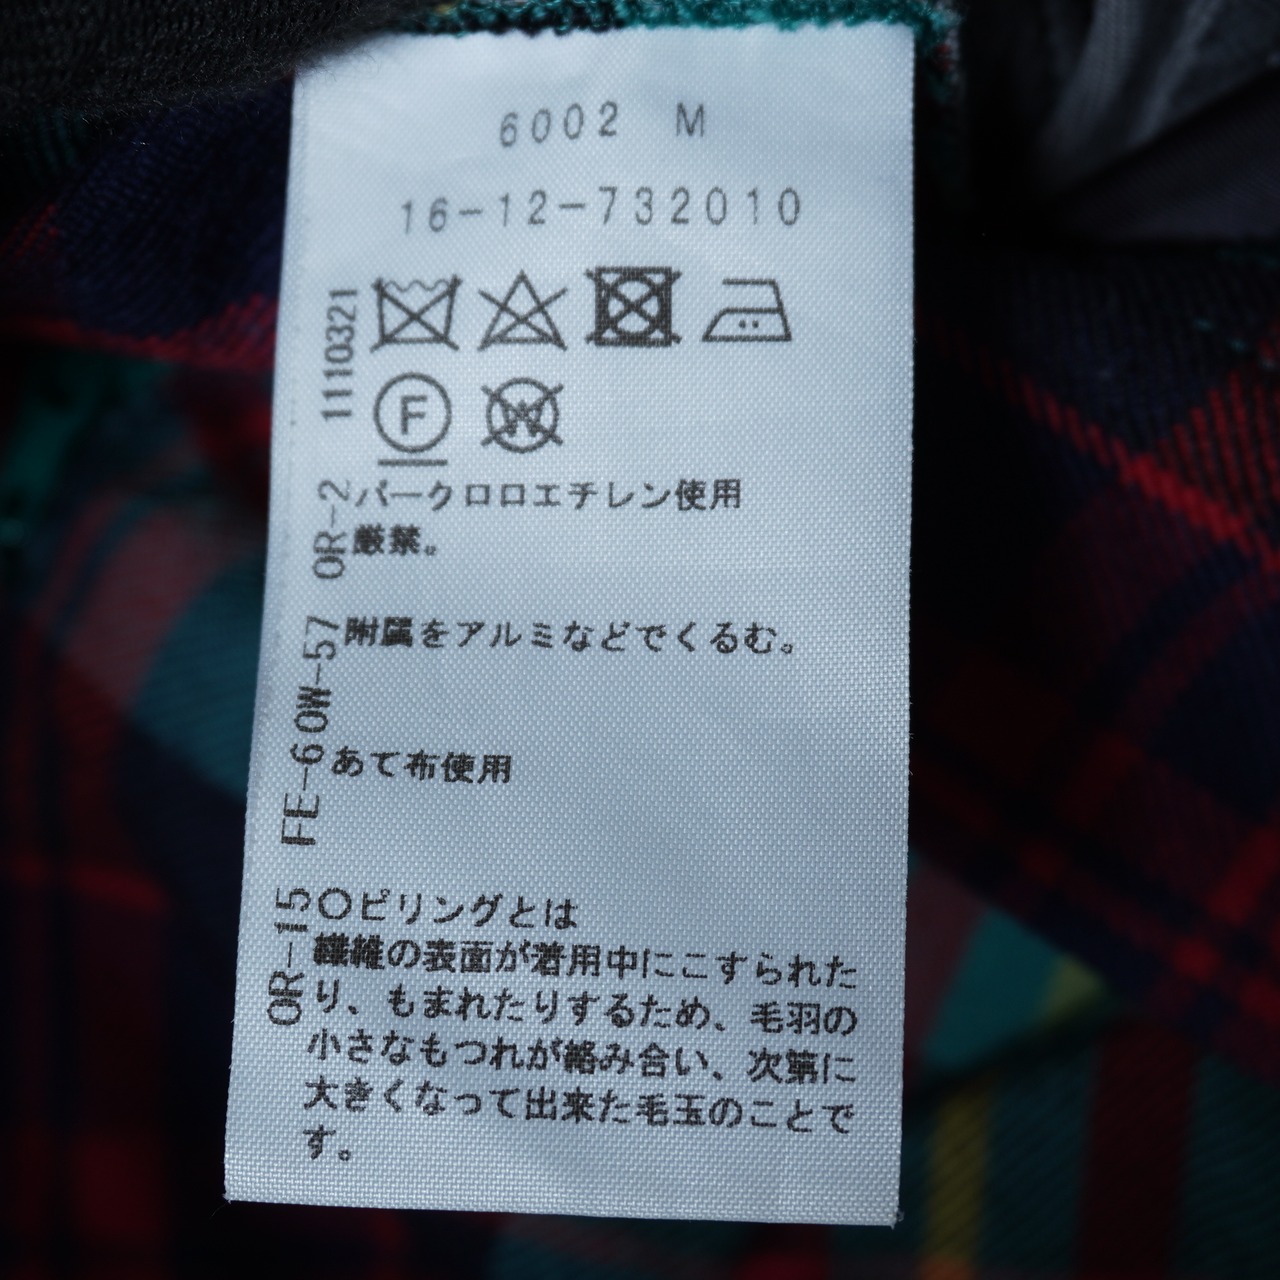 6002 M
16-12-732010
F
W
パークロロエチレン使用
厳禁。
附属をアルミなどでくるむ。
あて布使用
〇ピリングとは
繊維の表面が着用中にこすられた
り、もまれたりするため、毛羽の
小さなもつれが絡み合い、次第に
大きくなって出来た毛玉のことで
す。
OR-15 FE-6 OW-57 OR-2 110321